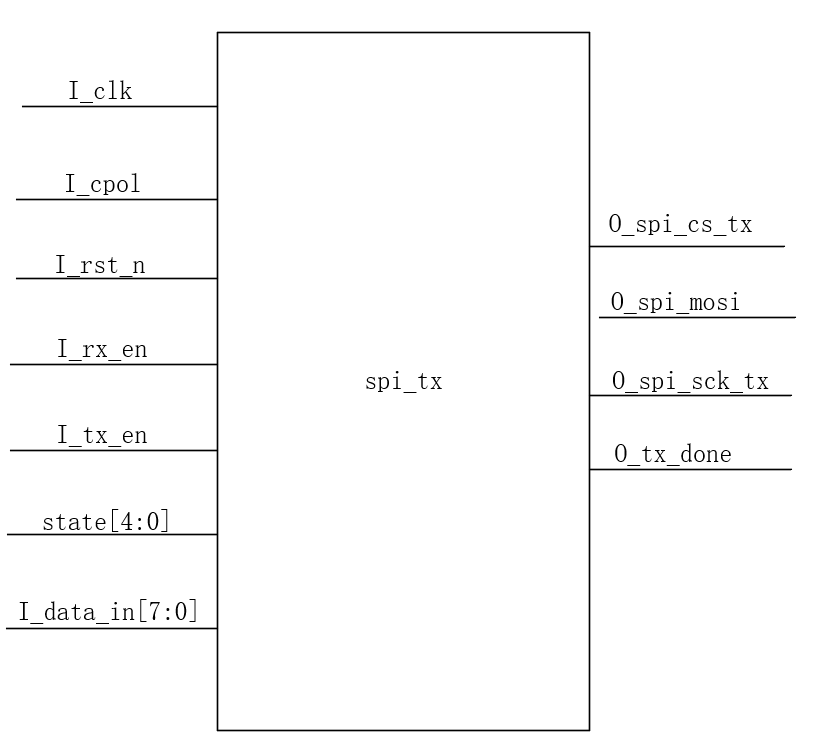 I_clk
I_cpol
I_rst_n
I_rx_en
I_tx_en
state[4:0]
I_data_in[7:0]
spi_tx
O_spi_cs_tx
O_spi_mosi
O_spi_sck_tx
O_tx_done